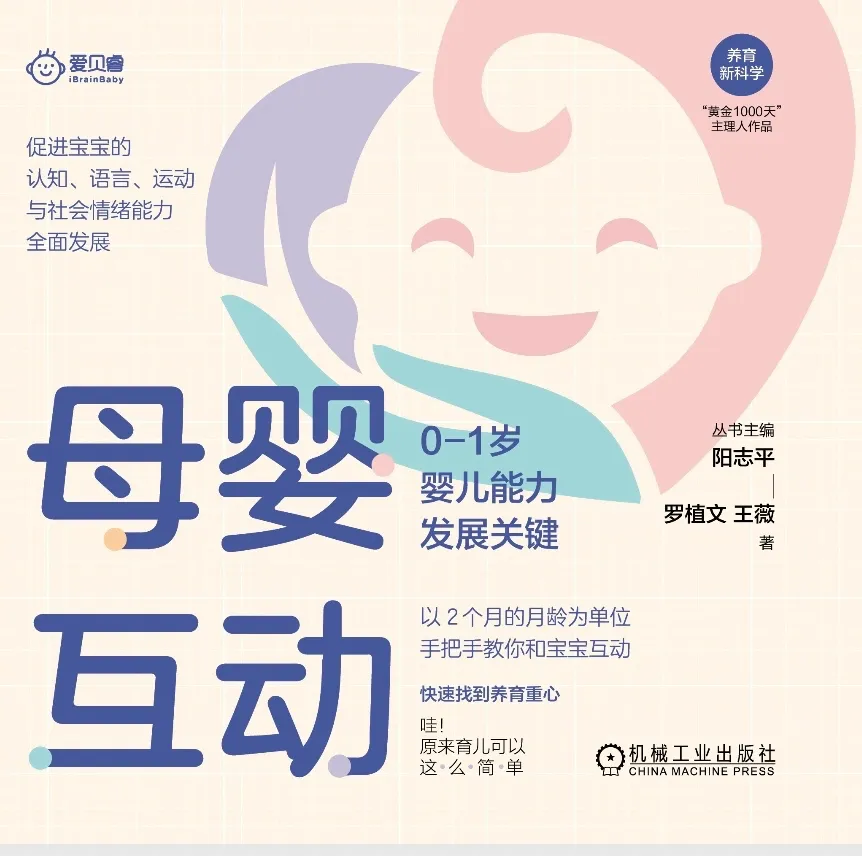 爱贝睿
iBrainBaby
养育
新科学
“黄金1000天”
主理人作品
促进宝宝的
认知、语言、运动
与社会情绪能力
全面发展
母婴
互动
0-1岁
婴儿能力
发展关键
丛书主编
阳志平
罗植文 王薇
著
以2个月的月龄为单位
手把手教你和宝宝互动
快速找到养育重心
哇!
原来育儿可以
这·么·简·单
机械工业出版社
CHINA MACHINE PRESS